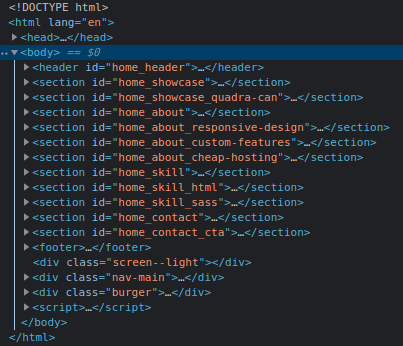 <!DOCTYPE html>
<html lang="en">
▶<head>…</head>
••▼<body> == $0
▶<header id="home_header">…</header>
▶<section id="home_showcase">…</section>
▶<section id="home_showcase_quadra-can">…</section>
▶<section id="home_about">…</section>
▶<section id="home_about_responsive-design">…</section>
▶<section id="home_about_custom-features">…</section>
▶<section id="home_about_cheap-hosting">…</section>
▶<section id="home_skill">…</section>
▶<section id="home_skill_html">…</section>
▶<section id="home_skill_sass">…</section>
▶<section id="home_contact">…</section>
▶<section id="home_contact_cta">…</section>
▶<footer>…</footer>
<div class="screen--light"></div>
▶<div class="nav-main">…</div>
▶<div class="burger">…</div>
▶<script>…</script>
</body>
</html>